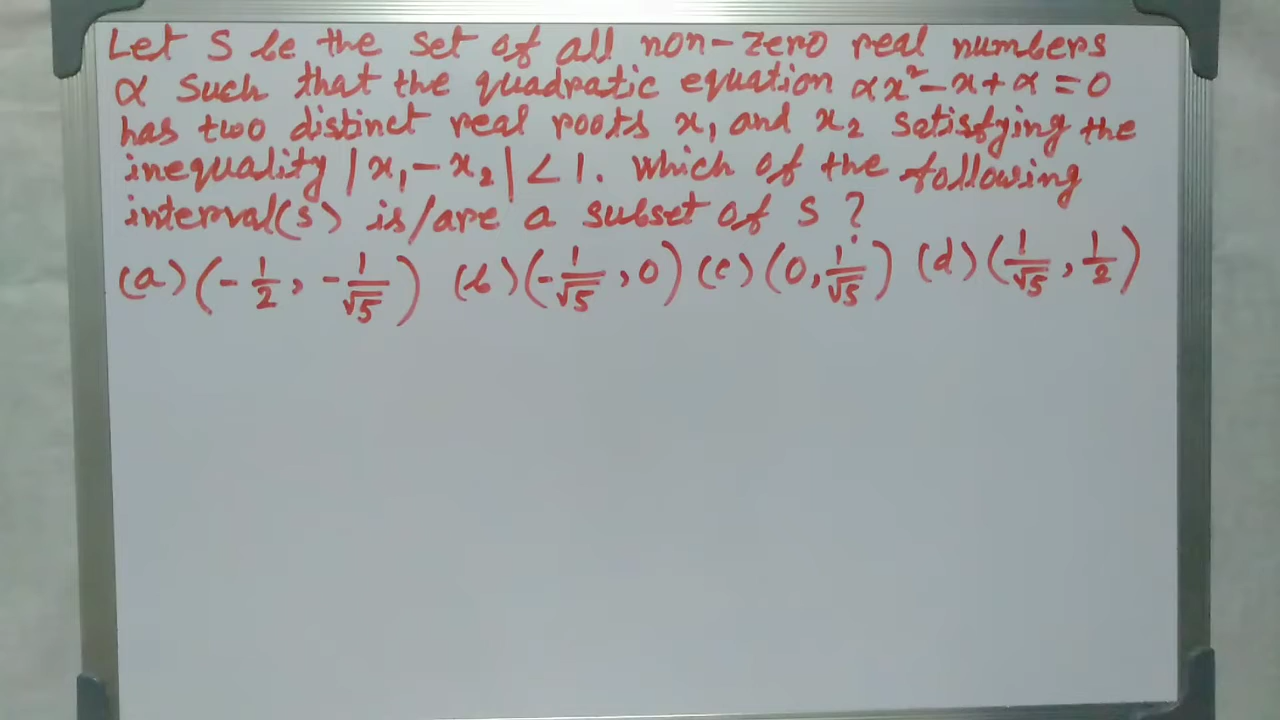 Let S be the set of all non-zero real numbers
α such that the quadratic equation αx²-x+α=0
has two distinct real roots x₁ and x₂ satisfying the
inequality |x₁-x₂|<1. Which of the following
interval(s) is/are a subset of S?
(a) (-1/2, -1/√5) (b) (-1/√5, 0) (c) (0, 1/√5) (d) (1/√5, 1/2)